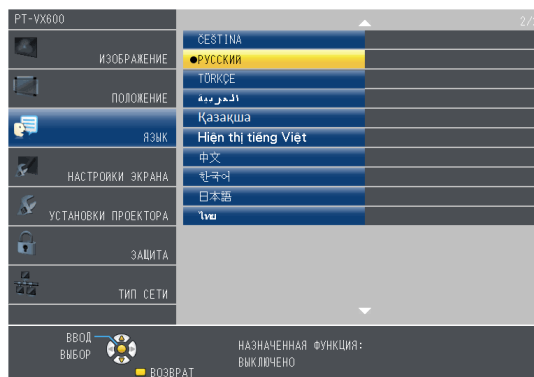 PT-VX600
2/2
ИЗОБРАЖЕНИЕ
ПОЛОЖЕНИЕ
ЯЗЫК
НАСТРОЙКИ ЭКРАНА
УСТАНОВКИ ПРОЕКТОРА
ЗАЩИТА
ТИП СЕТИ
ČEŠTINA
●РУССКИЙ
TÜRKÇE
العربية
Қазақша
Hiện thị tiếng Việt
中文
한국어
日本語
ไทย
ВВОД
ВЫБОР
ВОЗВРАТ
НАЗНАЧЕННАЯ ФУНКЦИЯ:
ВЫКЛЮЧЕНО